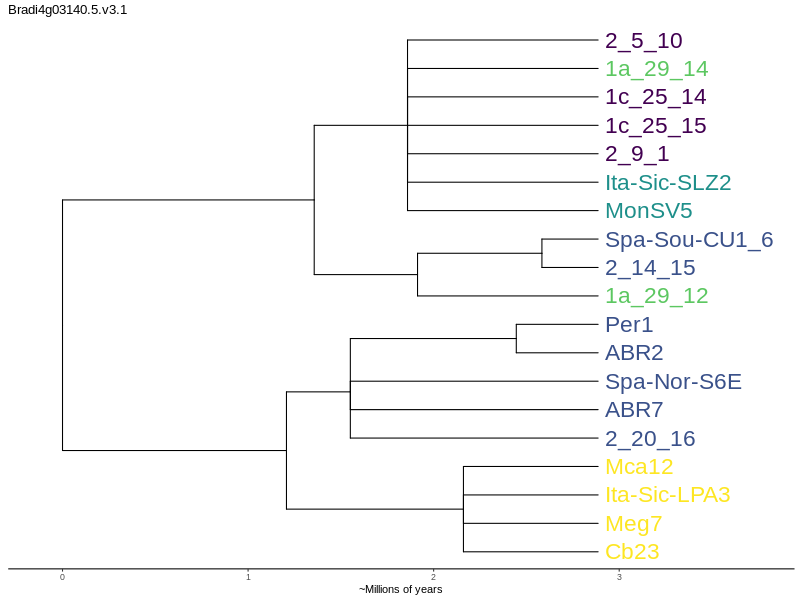 Bradi4g03140.5.v3.1
2_5_10
1a_29_14
1c_25_14
1c_25_15
2_9_1
Ita-Sic-SLZ2
MonSV5
Spa-Sou-CU1_6
2_14_15
1a_29_12
Per1
ABR2
Spa-Nor-S6E
ABR7
2_20_16
Mca12
Ita-Sic-LPA3
Meg7
Cb23
0 1 2 3
~Millions of years